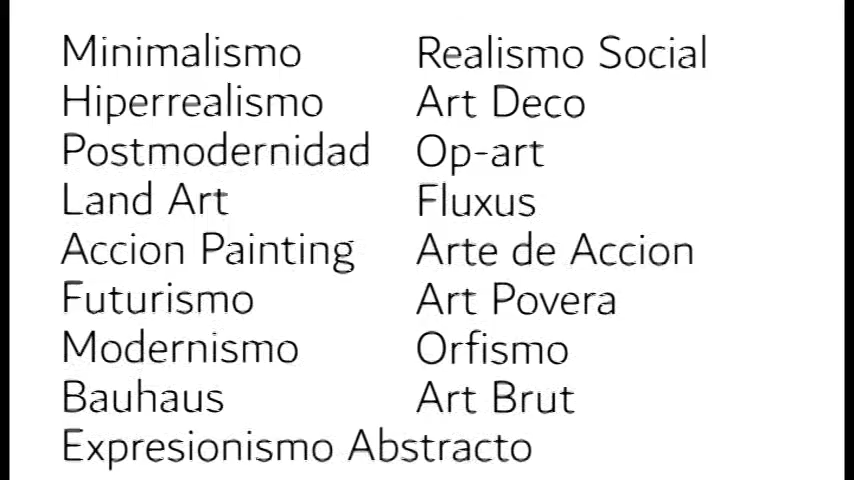 Minimalismo
Hiperrealismo
Postmodernidad
Land Art
Accion Painting
Futurismo
Modernismo
Bauhaus
Expresionismo Abstracto
Realismo Social
Art Deco
Op-art
Fluxus
Arte de Accion
Art Povera
Orfismo
Art Brut